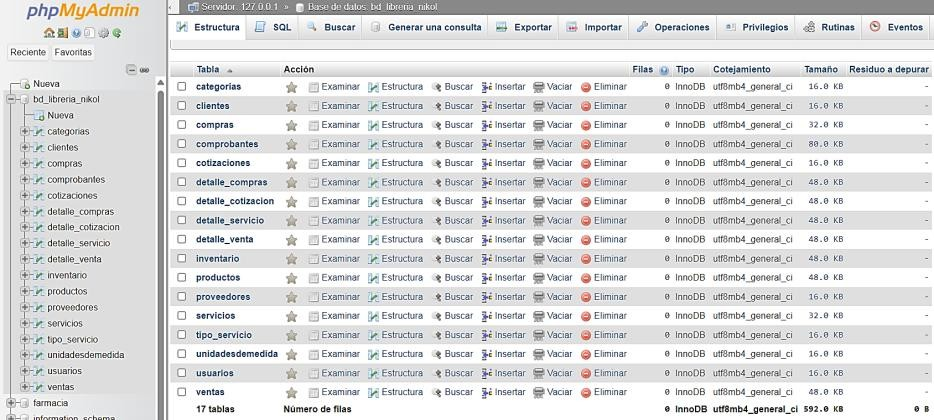 phpMyAdmin
Reciente Favoritas
Nueva
bd_libreria_nikol
Nueva
categorias
clientes
compras
comprobantes
cotizaciones
detalle_compras
detalle_cotizacion
detalle_servicio
detalle_venta
inventario
productos
proveedores
servicios
tipo_servicio
unidadesdemedida
usuarios
ventas
farmacia
information_schema
Servidor: 127.0.0.1 » Base de datos: bd_libreria_nikol
Estructura SQL Buscar Generar una consulta Exportar Importar Operaciones Privilegios Rutinas Eventos
Tabla Acción Filas Tipo Cotejamiento Tamaño Residuo a depurar
categorias Examinar Estructura Buscar Insertar Vaciar Eliminar 0 InnoDB utf8mb4_general_ci 16.0 KB -
clientes Examinar Estructura Buscar Insertar Vaciar Eliminar 0 InnoDB utf8mb4_general_ci 16.0 KB -
compras Examinar Estructura Buscar Insertar Vaciar Eliminar 0 InnoDB utf8mb4_general_ci 32.0 KB -
comprobantes Examinar Estructura Buscar Insertar Vaciar Eliminar 0 InnoDB utf8mb4_general_ci 80.0 KB -
cotizaciones Examinar Estructura Buscar Insertar Vaciar Eliminar 0 InnoDB utf8mb4_general_ci 16.0 KB -
detalle_compras Examinar Estructura Buscar Insertar Vaciar Eliminar 0 InnoDB utf8mb4_general_ci 48.0 KB -
detalle_cotizacion Examinar Estructura Buscar Insertar Vaciar Eliminar 0 InnoDB utf8mb4_general_ci 48.0 KB -
detalle_servicio Examinar Estructura Buscar Insertar Vaciar Eliminar 0 InnoDB utf8mb4_general_ci 48.0 KB -
detalle_venta Examinar Estructura Buscar Insertar Vaciar Eliminar 0 InnoDB utf8mb4_general_ci 48.0 KB -
inventario Examinar Estructura Buscar Insertar Vaciar Eliminar 0 InnoDB utf8mb4_general_ci 16.0 KB -
productos Examinar Estructura Buscar Insertar Vaciar Eliminar 0 InnoDB utf8mb4_general_ci 48.0 KB -
proveedores Examinar Estructura Buscar Insertar Vaciar Eliminar 0 InnoDB utf8mb4_general_ci 16.0 KB -
servicios Examinar Estructura Buscar Insertar Vaciar Eliminar 0 InnoDB utf8mb4_general_ci 32.0 KB -
tipo_servicio Examinar Estructura Buscar Insertar Vaciar Eliminar 0 InnoDB utf8mb4_general_ci 16.0 KB -
unidadesdemedida Examinar Estructura Buscar Insertar Vaciar Eliminar 0 InnoDB utf8mb4_general_ci 16.0 KB -
usuarios Examinar Estructura Buscar Insertar Vaciar Eliminar 0 InnoDB utf8mb4_general_ci 16.0 KB -
ventas Examinar Estructura Buscar Insertar Vaciar Eliminar 0 InnoDB utf8mb4_general_ci 48.0 KB -
17 tablas Número de filas 0 InnoDB utf8mb4_general_ci 592.0 KB 0 B